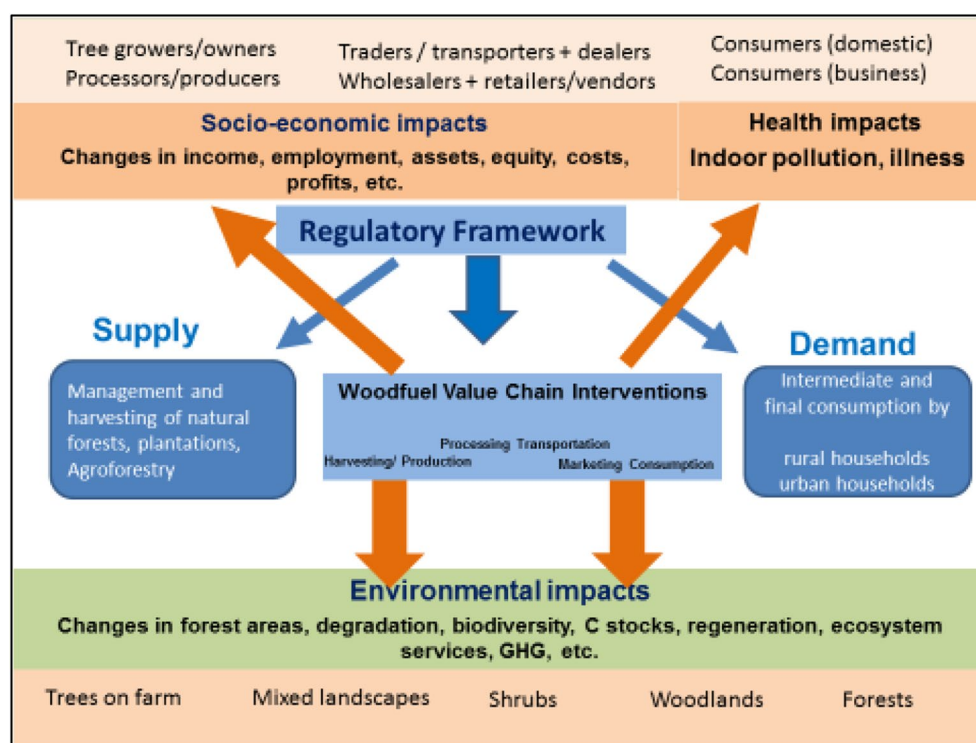 Tree growers/owners
Processors/producers
Traders / transporters + dealers
Wholesalers + retailers/vendors
Consumers (domestic)
Consumers (business)
Socio-economic impacts
Changes in income, employment, assets, equity, costs,
profits, etc.
Health impacts
Indoor pollution, illness
Regulatory Framework
Supply
Management and
harvesting of natural
forests, plantations,
Agroforestry
Woodfuel Value Chain Interventions
Processing Transportation
Harvesting/ Production
Marketing Consumption
Demand
Intermediate and
final consumption by
rural households
urban households
Environmental impacts
Changes in forest areas, degradation, biodiversity, C stocks, regeneration, ecosystem
services, GHG, etc.
Trees on farm
Mixed landscapes
Shrubs
Woodlands
Forests